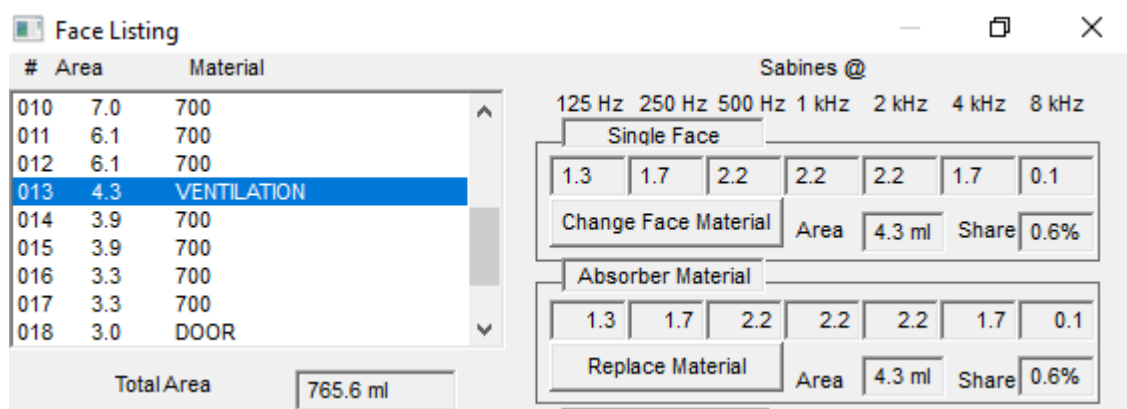 Face Listing
# Area Material
Sabines @
125 Hz 250 Hz 500 Hz 1 kHz 2 kHz 4 kHz 8 kHz
010 7.0 700
011 6.1 700
012 6.1 700
013 4.3 VENTILATION
014 3.9 700
015 3.9 700
016 3.3 700
017 3.3 700
018 3.0 DOOR
Total Area 765.6 ml
Single Face
1.3 1.7 2.2 2.2 2.2 1.7 0.1
Change Face Material Area 4.3 ml Share 0.6%
Absorber Material
1.3 1.7 2.2 2.2 2.2 1.7 0.1
Replace Material Area 4.3 ml Share 0.6%